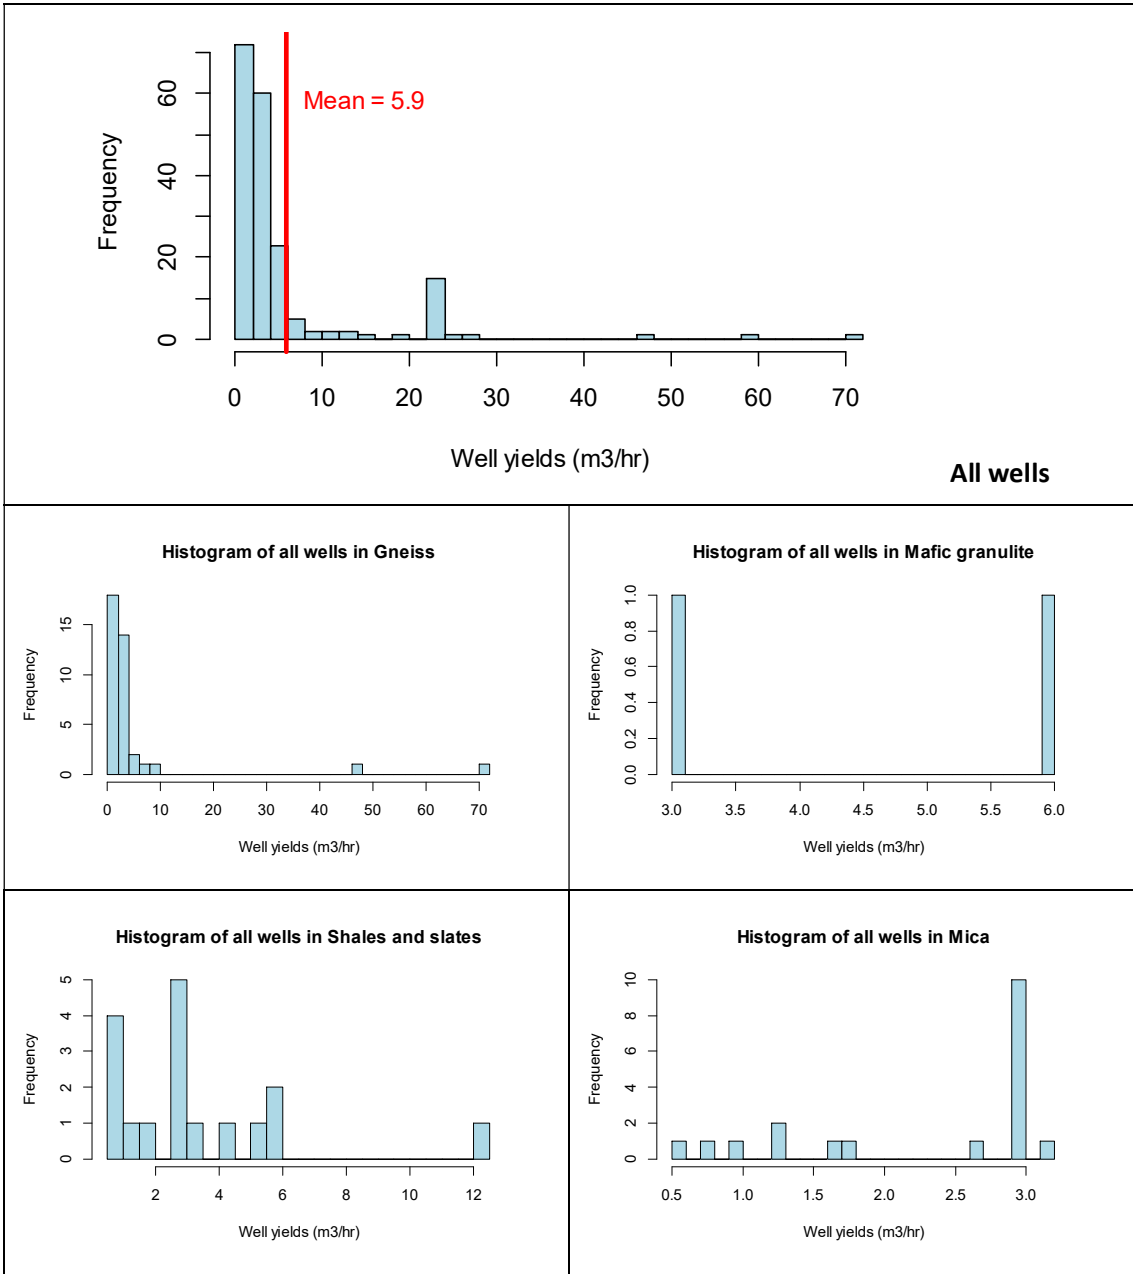 Mean = 5.9
Frequency
0 20 40 60
0 10 20 30 40 50 60 70
Well yields (m3/hr)
All wells
Histogram of all wells in Gneiss
Frequency
0 5 10 15
0 10 20 30 40 50 60 70
Well yields (m3/hr)
Histogram of all wells in Mafic granulite
Frequency
0.0 0.2 0.4 0.6 0.8 1.0
3.0 3.5 4.0 4.5 5.0 5.5 6.0
Well yields (m3/hr)
Histogram of all wells in Shales and slates
Frequency
0 1 2 3 4 5
2 4 6 8 10 12
Well yields (m3/hr)
Histogram of all wells in Mica
Frequency
0 2 4 6 8 10
0.5 1.0 1.5 2.0 2.5 3.0
Well yields (m3/hr)